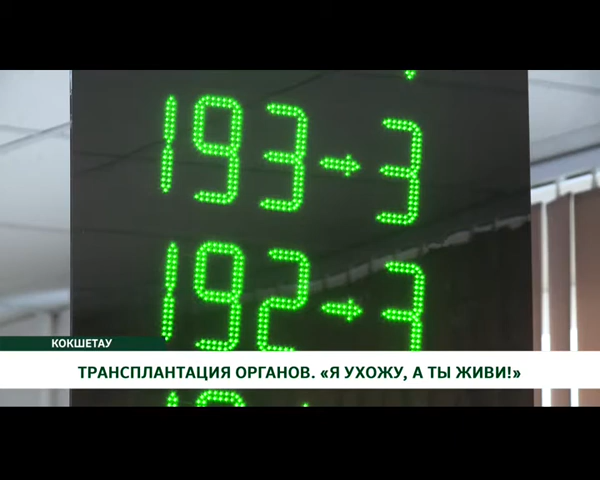 193→3
192→3
КОКШЕТАУ
ТРАНСПЛАНТАЦИЯ ОРГАНОВ. «Я УХОЖУ, А ТЫ ЖИВИ!»